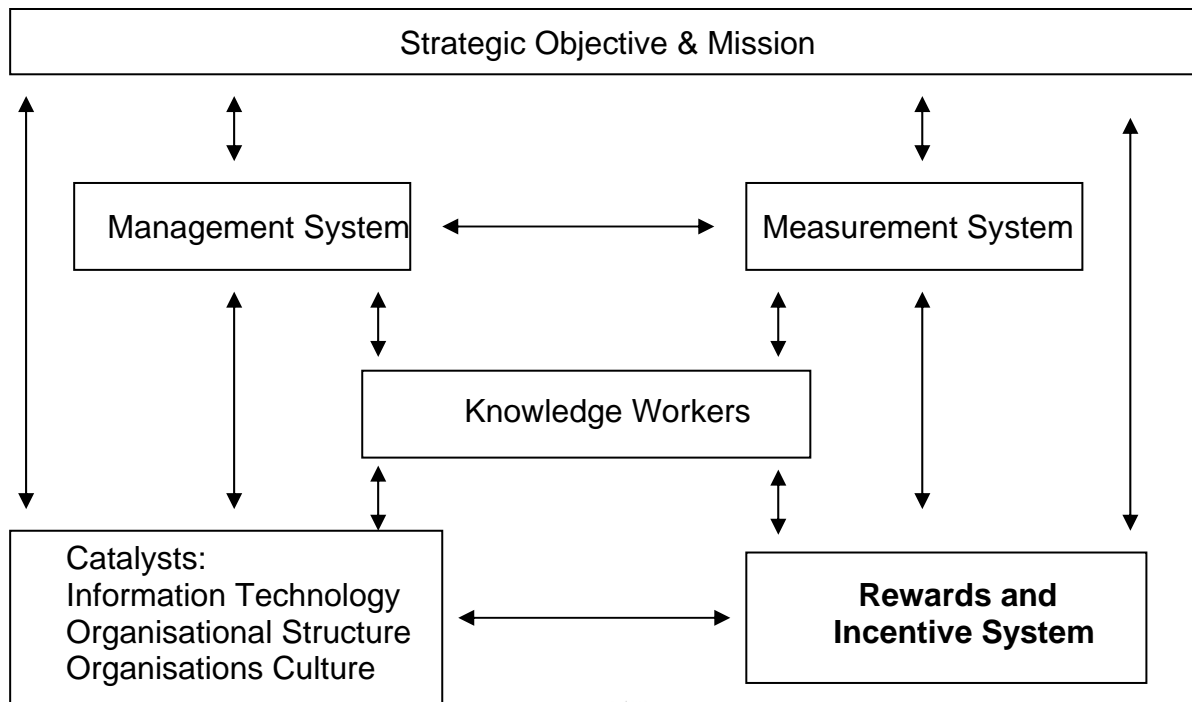 Strategic Objective & Mission
Management System
Measurement System
Knowledge Workers
Catalysts:
Information Technology
Organisational Structure
Organisations Culture
Rewards and
Incentive System